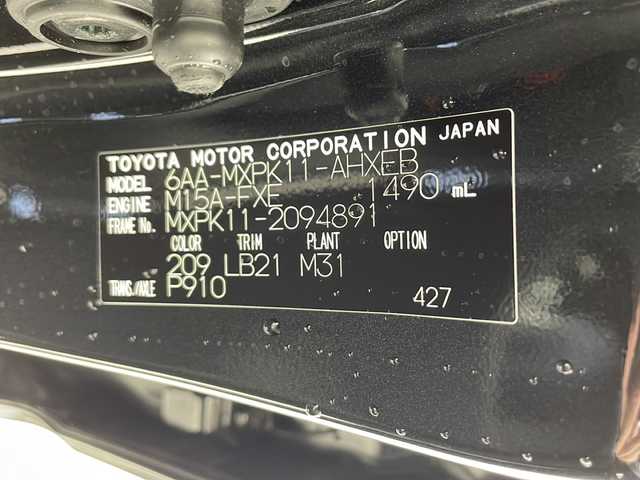 TOYOTA MOTOR CORPORATION JAPAN
MODEL 6AA-MXPK11-AHXEB
ENGINE M15A-FXE 1490 mL
FRAME No. MXPK11-2094891
COLOR TRIM PLANT OPTION
209 LB21 M31
TRANS./AXLE P910
427